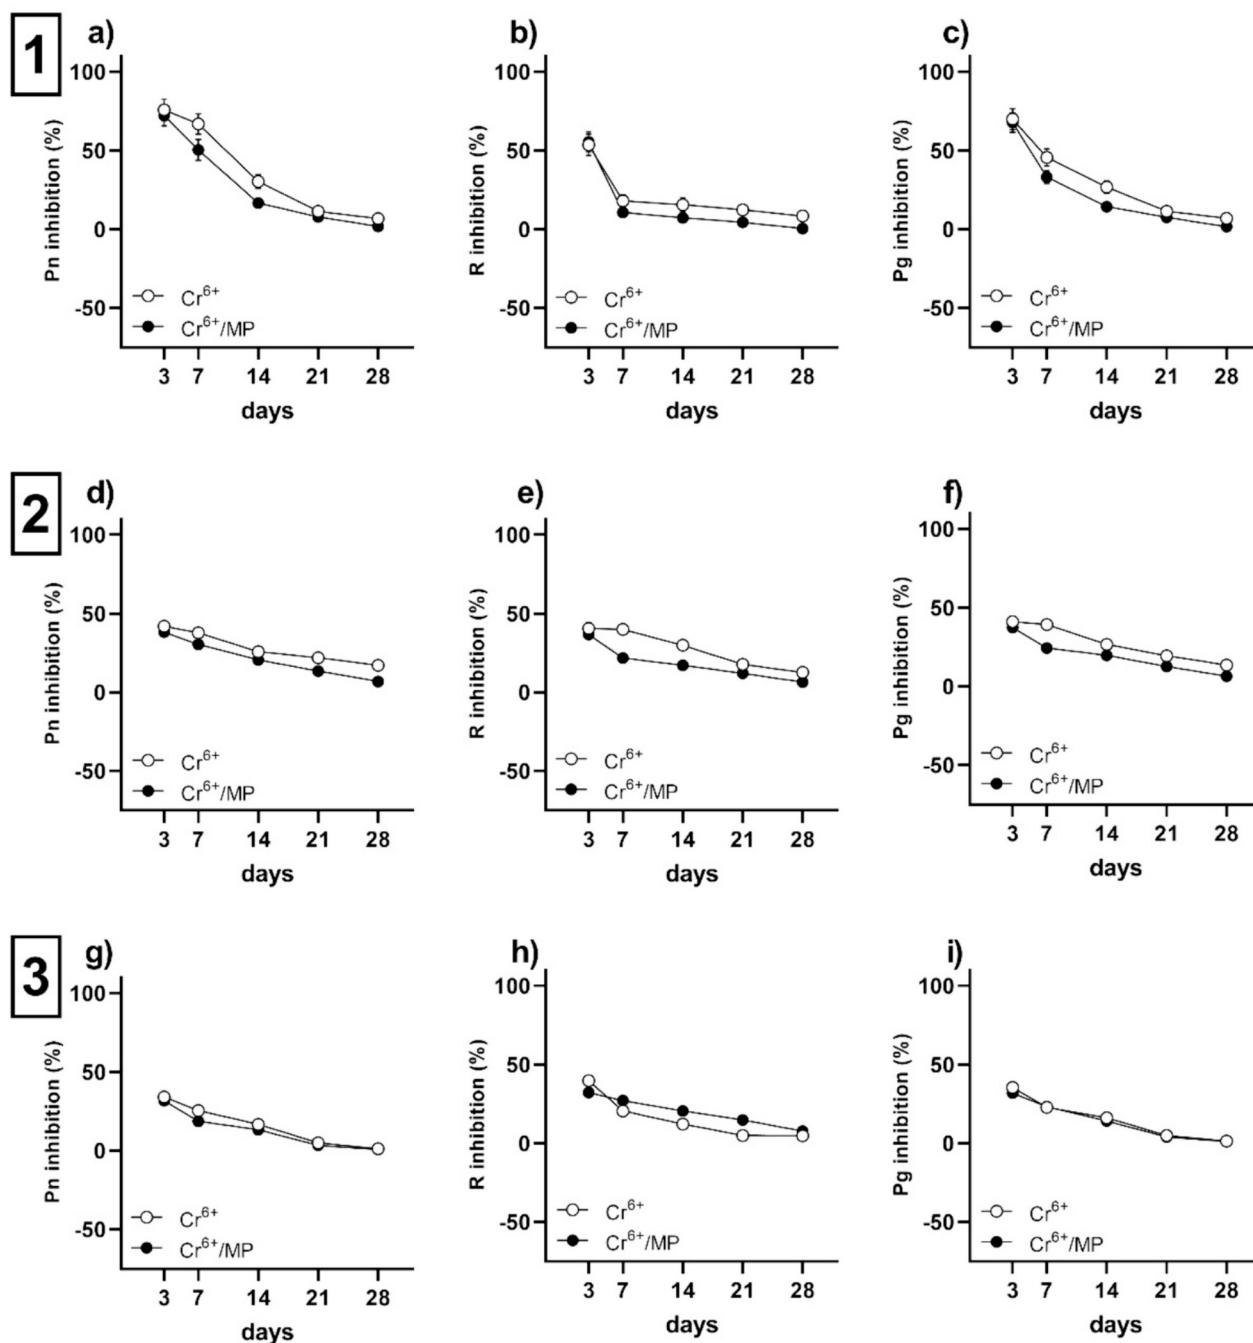 1
a)
Pn inhibition (%)
100
50
0
-50
Cr⁶⁺
Cr⁶⁺/MP
3 7 14 21 28
days
b)
R inhibition (%)
100
50
0
-50
Cr⁶⁺
Cr⁶⁺/MP
3 7 14 21 28
days
c)
Pg inhibition (%)
100
50
0
-50
Cr⁶⁺
Cr⁶⁺/MP
3 7 14 21 28
days
2
d)
Pn inhibition (%)
100
50
0
-50
Cr⁶⁺
Cr⁶⁺/MP
3 7 14 21 28
days
e)
R inhibition (%)
100
50
0
-50
Cr⁶⁺
Cr⁶⁺/MP
3 7 14 21 28
days
f)
Pg inhibition (%)
100
50
0
-50
Cr⁶⁺
Cr⁶⁺/MP
3 7 14 21 28
days
3
g)
Pn inhibition (%)
100
50
0
-50
Cr⁶⁺
Cr⁶⁺/MP
3 7 14 21 28
days
h)
R inhibition (%)
100
50
0
-50
Cr⁶⁺
Cr⁶⁺/MP
3 7 14 21 28
days
i)
Pg inhibition (%)
100
50
0
-50
Cr⁶⁺
Cr⁶⁺/MP
3 7 14 21 28
days